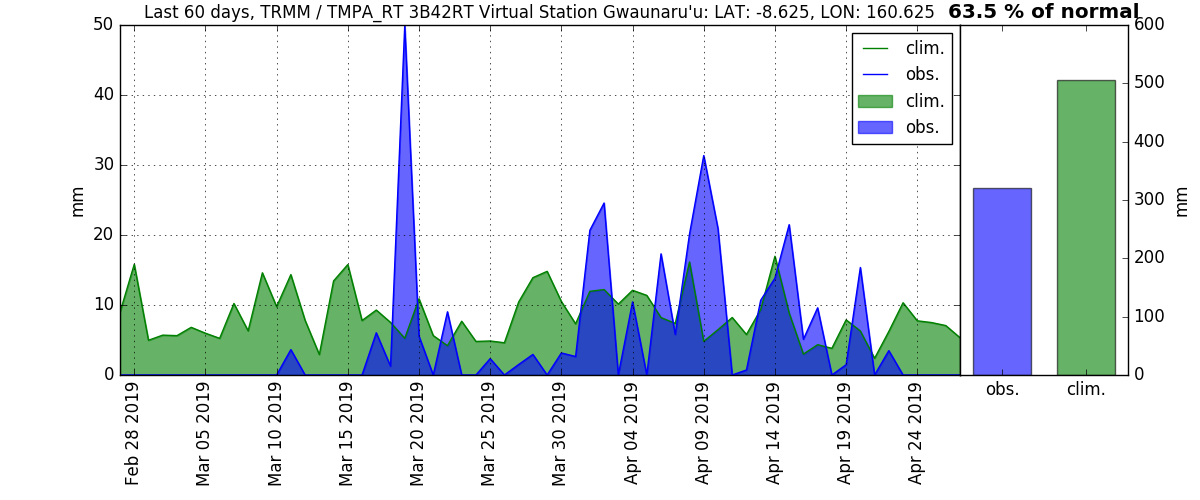 Last 60 days, TRMM / TMPA_RT 3B42RT Virtual Station Gwaunaru'u: LAT: -8.625, LON: 160.625 63.5 % of normal
50
40
30
20
10
0
mm
clim.
obs.
clim.
obs.
600
500
400
300
200
100
0
mm
obs.
clim.
Feb 28 2019
Mar 05 2019
Mar 10 2019
Mar 15 2019
Mar 20 2019
Mar 25 2019
Mar 30 2019
Apr 04 2019
Apr 09 2019
Apr 14 2019
Apr 19 2019
Apr 24 2019